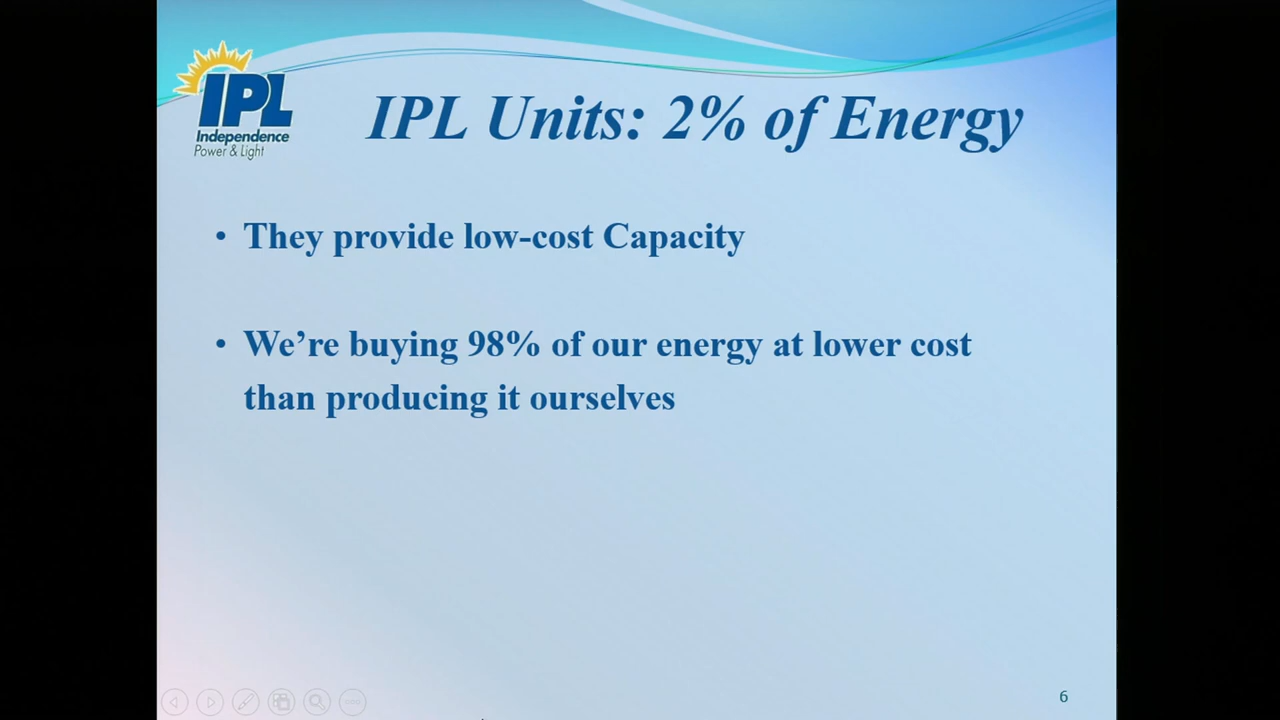 IPL
Independence
Power & Light
IPL Units: 2% of Energy
• They provide low-cost Capacity
• We’re buying 98% of our energy at lower cost
than producing it ourselves
6